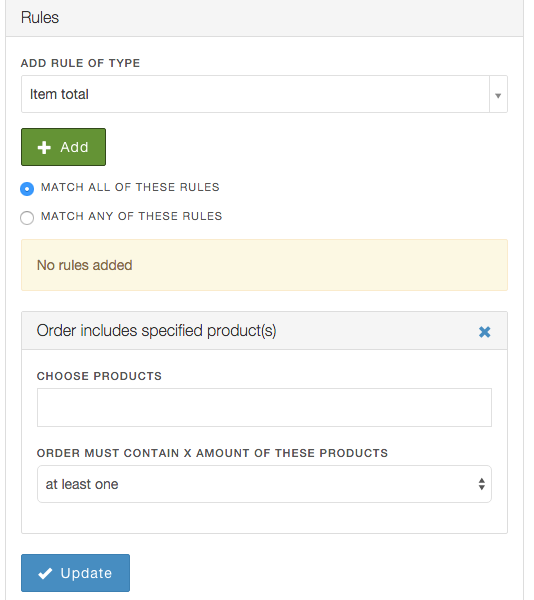 Rules
ADD RULE OF TYPE
Item total
Add
MATCH ALL OF THESE RULES
MATCH ANY OF THESE RULES
No rules added
Order includes specified product(s)
CHOOSE PRODUCTS
ORDER MUST CONTAIN X AMOUNT OF THESE PRODUCTS
at least one
Update